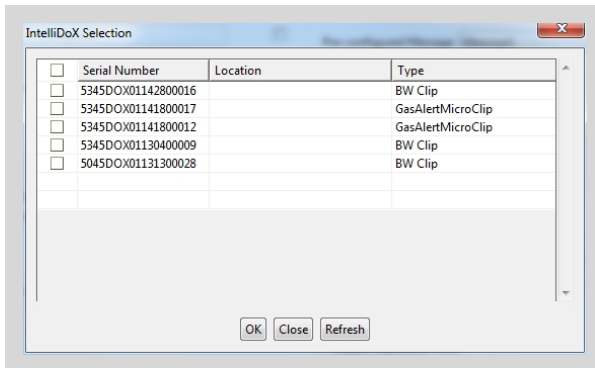 IntelliDoX Selection
Serial Number Location Type
5345DOX01142800016 BW Clip
5345DOX01141800017 GasAlertMicroClip
5345DOX01141800012 GasAlertMicroClip
5345DOX01130400009 BW Clip
5045DOX01131300028 BW Clip
OK Close Refresh